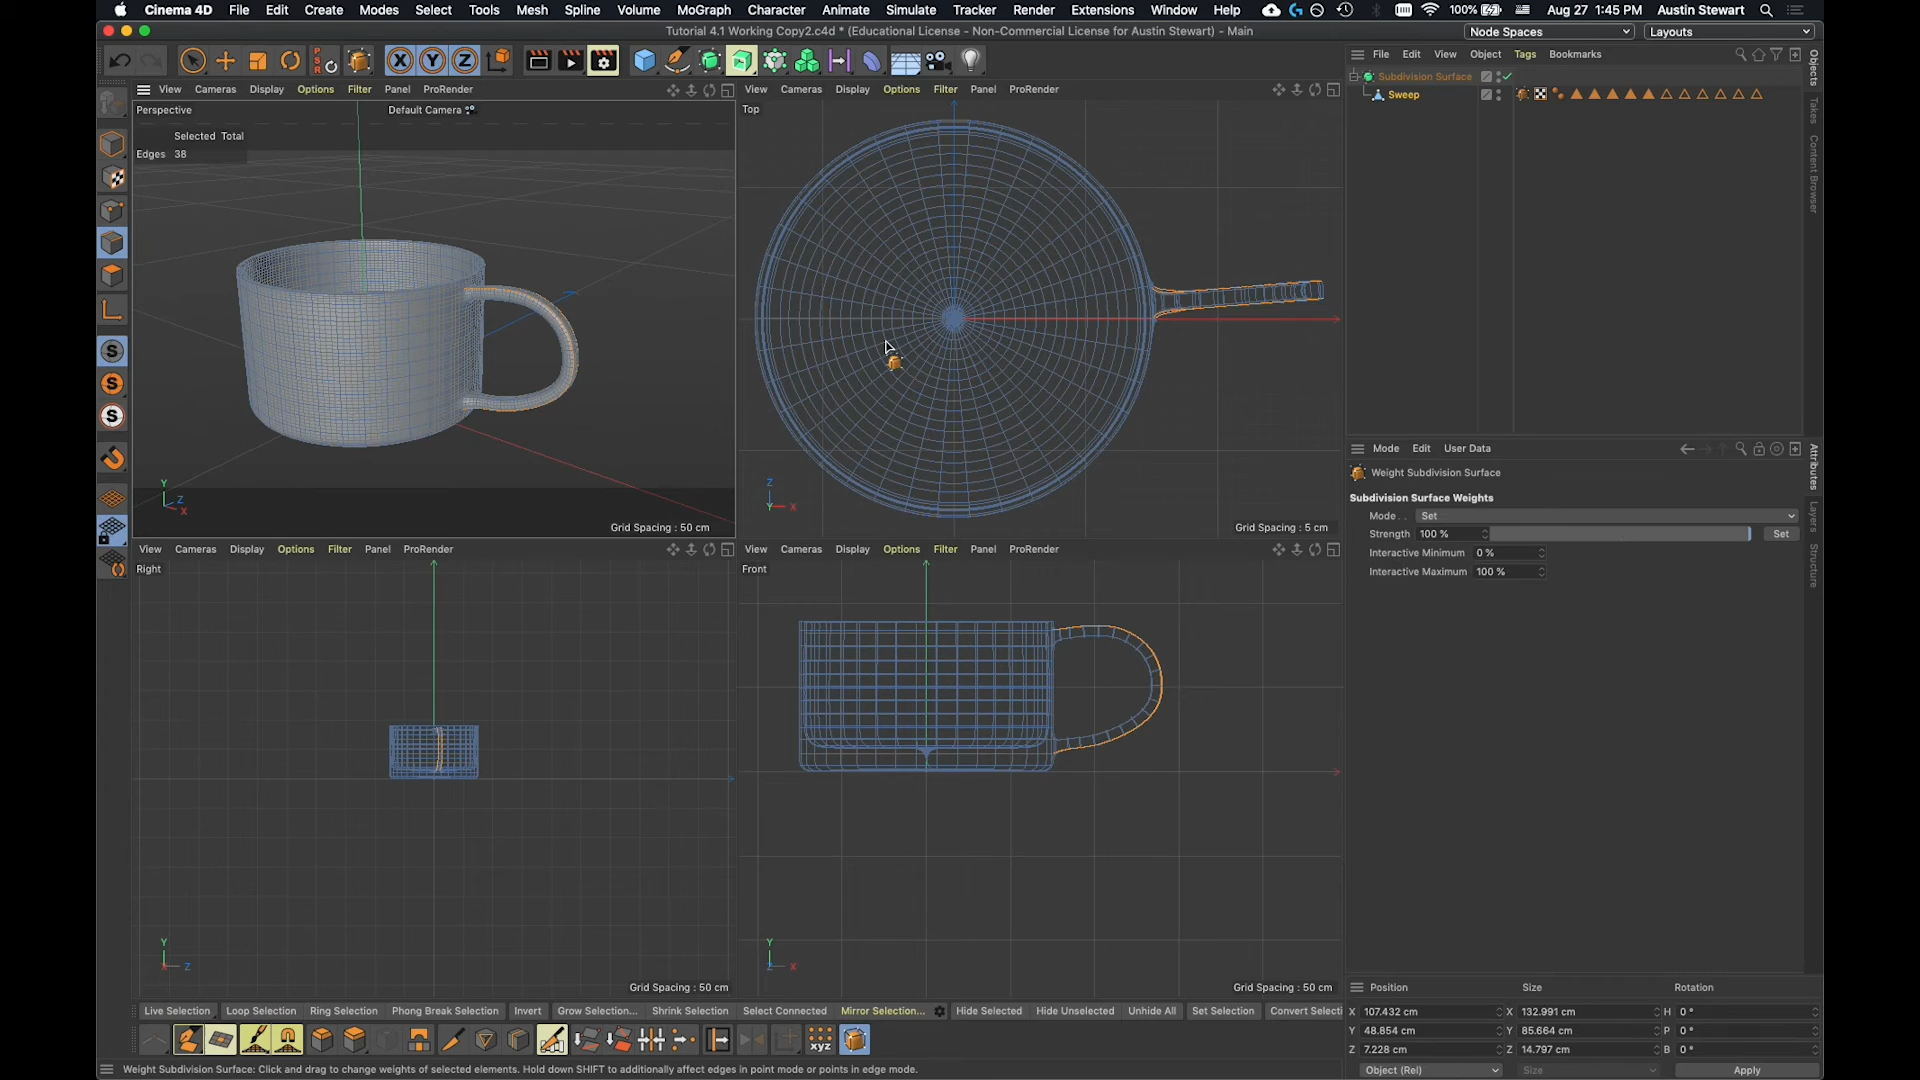 Cinema 4D File Edit Create Modes Select Tools Mesh Spline Volume MoGraph Character Animate Simulate Tracker Render Extensions Window Help 100% Aug 27 1:45 PM Austin Stewart
Tutorial 4.1 Working Copy2.c4d * (Educational License - Non-Commercial License for Austin Stewart) - Main
Node Spaces Layouts
PSR X Y Z
File Edit View Object Tags Bookmarks
Subdivision Surface
Sweep
Objects
Takes
Content Browser
View Cameras Display Options Filter Panel ProRender
Perspective
Default Camera
Selected Total
Edges 38
Y
Z
X
Grid Spacing : 50 cm
View Cameras Display Options Filter Panel ProRender
Top
Z
Y X
Grid Spacing : 5 cm
S
S
S
Mode Edit User Data
Weight Subdivision Surface
Subdivision Surface Weights
Mode . . Set
Strength 100 % Set
Interactive Minimum 0 %
Interactive Maximum 100 %
Attributes
Layers
Structure
View Cameras Display Options Filter Panel ProRender
Right
Y
X Z
Grid Spacing : 50 cm
View Cameras Display Options Filter Panel ProRender
Front
Y
Z X
Grid Spacing : 50 cm
Live Selection Loop Selection Ring Selection Phong Break Selection Invert Grow Selection... Shrink Selection Select Connected Mirror Selection... Hide Selected Hide Unselected Unhide All Set Selection Convert Selecti
xyz
Position Size Rotation
X 107.432 cm X 132.991 cm H 0 °
Y 48.854 cm Y 85.664 cm P 0 °
Z 7.228 cm Z 14.797 cm B 0 °
Object (Rel) Size Apply
Weight Subdivision Surface: Click and drag to change weights of selected elements. Hold down SHIFT to additionally affect edges in point mode or points in edge mode.